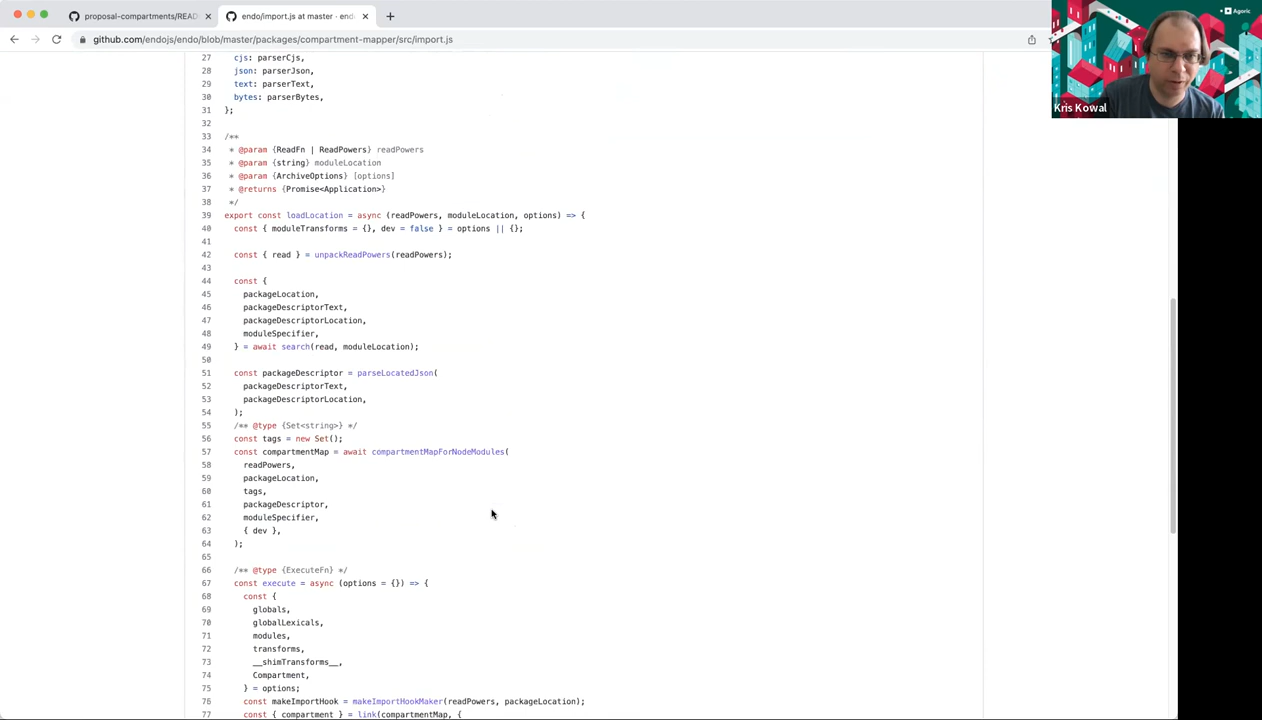 proposal-compartments/READ
endo/import.js at master · endo
github.com/endojs/endo/blob/master/packages/compartment-mapper/src/import.js
Agoric
Kris Kowal
27 cjs: parserCjs,
28 json: parserJson,
29 text: parserText,
30 bytes: parserBytes,
31 };
32
33 /**
34 * @param {ReadFn | ReadPowers} readPowers
35 * @param {string} moduleLocation
36 * @param {ArchiveOptions} [options]
37 * @returns {Promise<Application>}
38 */
39 export const loadLocation = async (readPowers, moduleLocation, options) => {
40 const { moduleTransforms = {}, dev = false } = options || {};
41
42 const { read } = unpackReadPowers(readPowers);
43
44 const {
45 packageLocation,
46 packageDescriptorText,
47 packageDescriptorLocation,
48 moduleSpecifier,
49 } = await search(read, moduleLocation);
50
51 const packageDescriptor = parseLocatedJson(
52 packageDescriptorText,
53 packageDescriptorLocation,
54 );
55 /** @type {Set<string>} */
56 const tags = new Set();
57 const compartmentMap = await compartmentMapForNodeModules(
58 readPowers,
59 packageLocation,
60 tags,
61 packageDescriptor,
62 moduleSpecifier,
63 { dev },
64 );
65
66 /** @type {ExecuteFn} */
67 const execute = async (options = {}) => {
68 const {
69 globals,
70 globalLexicals,
71 modules,
72 transforms,
73 __shimTransforms__,
74 Compartment,
75 } = options;
76 const makeImportHook = makeImportHookMaker(readPowers, packageLocation);
77 const { compartment } = link(compartmentMap, {